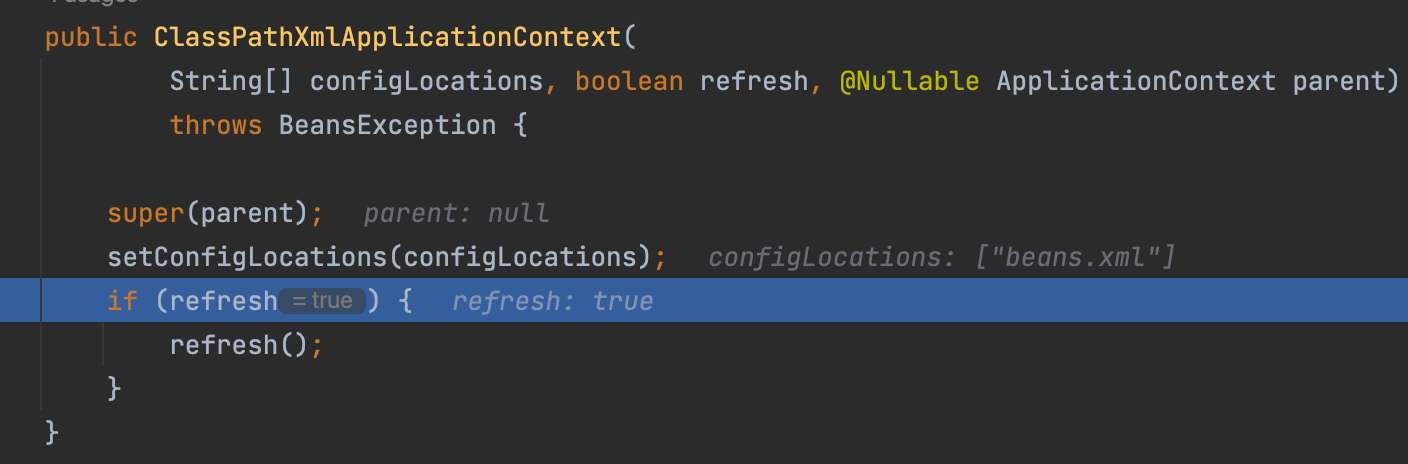 public ClassPathXmlApplicationContext(
String[] configLocations, boolean refresh, @Nullable ApplicationContext parent)
throws BeansException {
super(parent); parent: null
setConfigLocations(configLocations); configLocations: ["beans.xml"]
if (refresh = true ) { refresh: true
refresh();
}
}